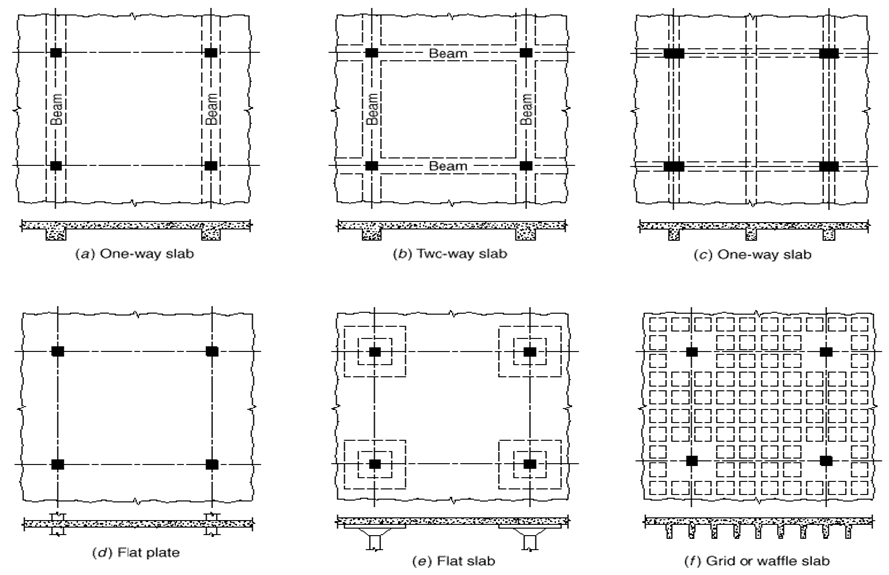 Beam
Beam
(a) One-way slab
Beam
Beam
Beam
Beam
(b) Two-way slab
(c) One-way slab
(d) Flat plate
(e) Flat slab
(f) Grid or waffle slab